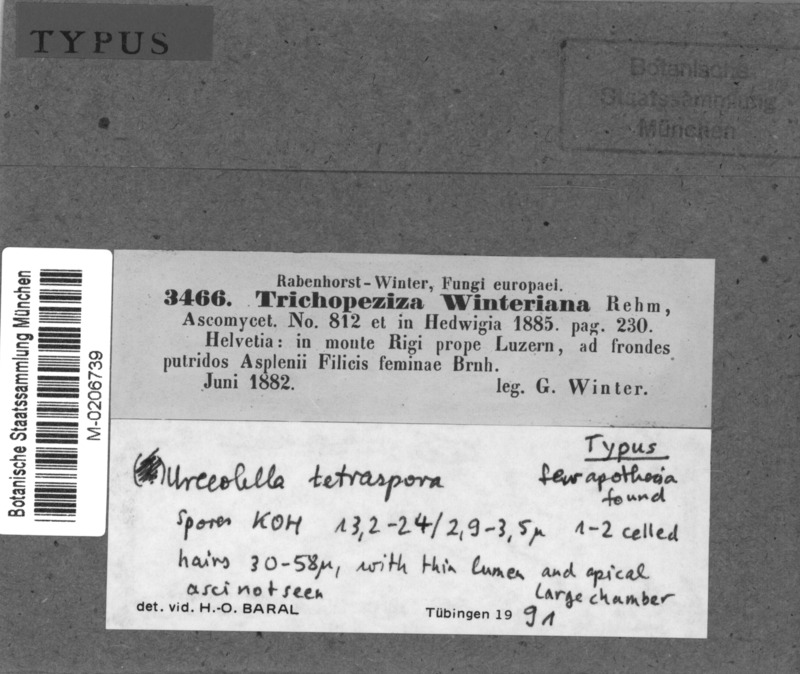 TYPUS
Botanische
Staatssammlung
München
Botanische Staatssammlung München
M-0206739
Rabenhorst-Winter, Fungi europaei.
3466. Trichopeziza Winteriana Rehm,
Ascomycet. No. 812 et in Hedwigia 1885. pag. 230.
Helvetia: in monte Rigi prope Luzern, ad frondes
putridos Asplenii Filicis feminae Brnh.
Juni 1882. leg. G. Winter.
Typus
Urceolella tetraspora few apothecia
found
Sporen KOH 13,2-24/2,9-3,5µ 1-2 celled
hairs 30-58µ, with thin lumen and apical
asci not seen large chamber
det. vid. H.-O. BARAL Tübingen 19 91